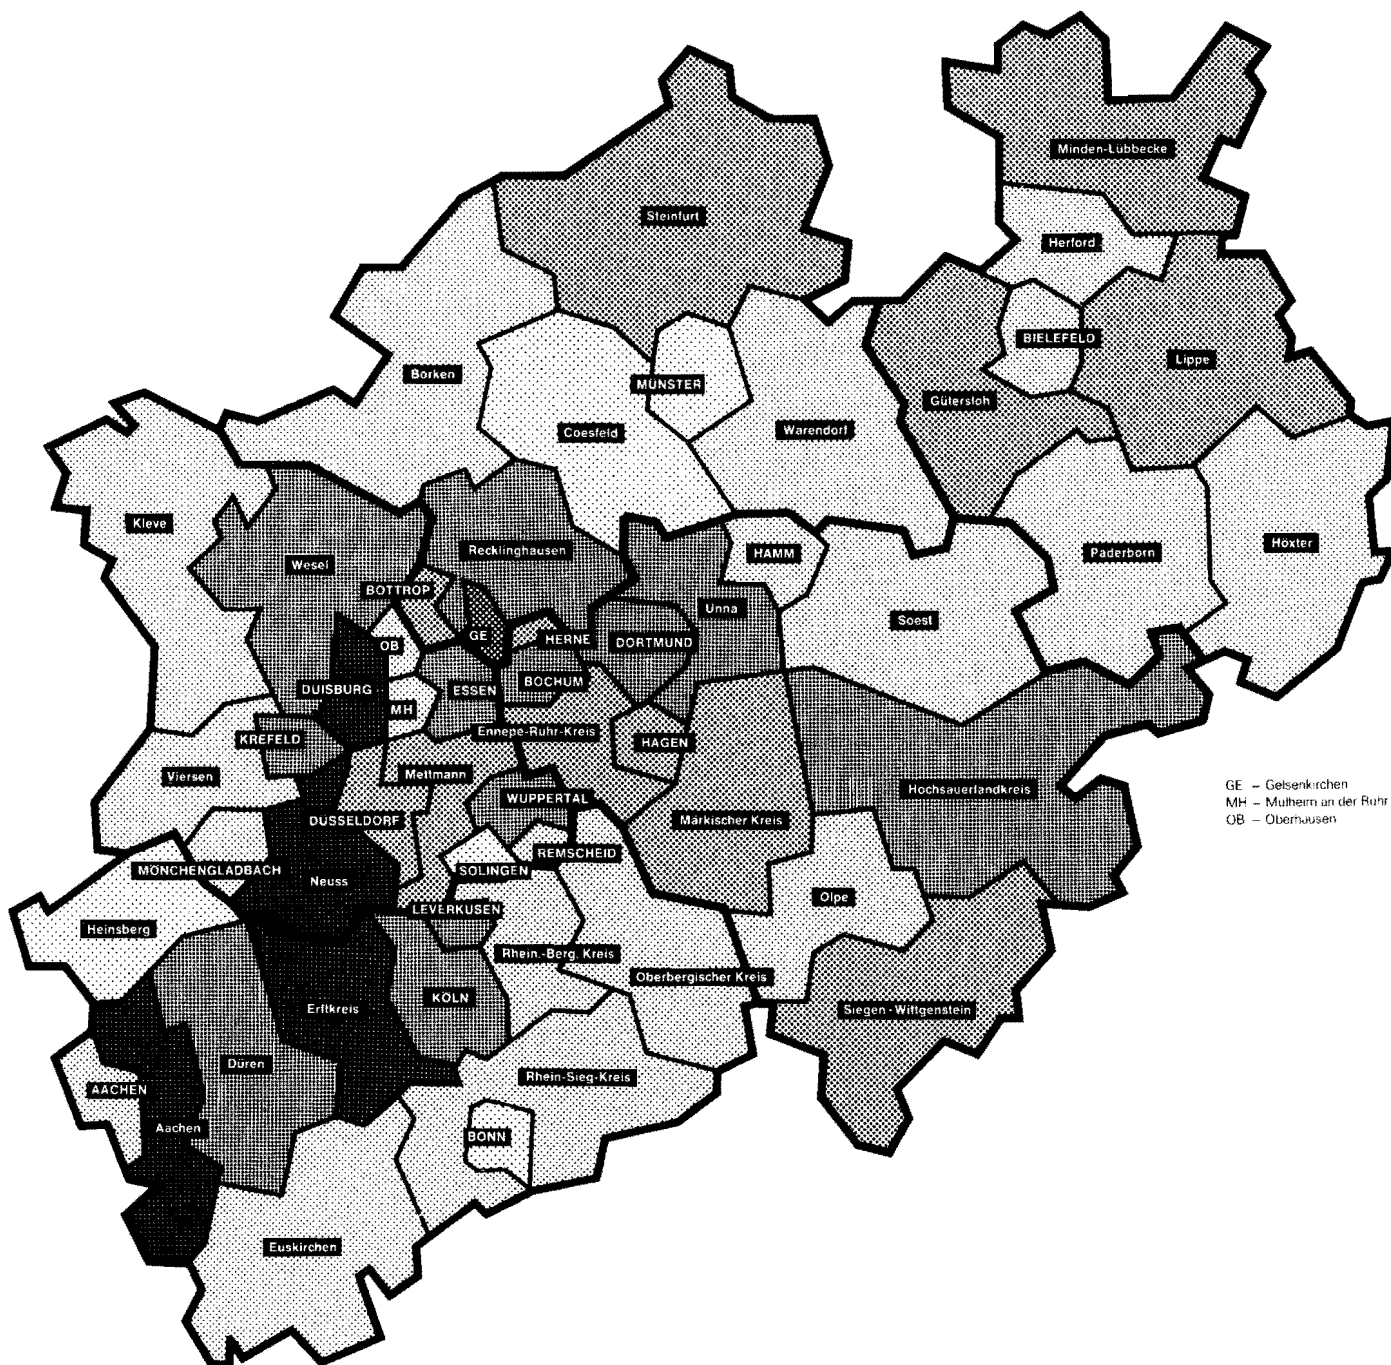 Minden-Lübbecke
Steinfurt
Herford
BIELEFELD
Lippe
Borken
MÜNSTER
Gütersloh
Coesfeld
Warendorf
Kleve
Recklinghausen
HAMM
Paderborn
Höxter
Wesel
BOTTROP
Unna
Soest
GE
HERNE
DORTMUND
OB
DUISBURG
ESSEN
BOCHUM
MH
KREFELD
Ennepe-Ruhr-Kreis
HAGEN
Viersen
Mettmann
Hochsauerlandkreis
WUPPERTAL
GE – Gelsenkirchen
MH – Mülheim an der Ruhr
OB – Oberhausen
DÜSSELDORF
Märkischer Kreis
REMSCHEID
MÖNCHENGLADBACH
SOLINGEN
Neuss
Olpe
LEVERKUSEN
Heinsberg
Rhein.-Berg. Kreis
Oberbergischer Kreis
KÖLN
Erftkreis
Siegen-Wittgenstein
Düren
Rhein-Sieg-Kreis
AACHEN
Aachen
BONN
Euskirchen